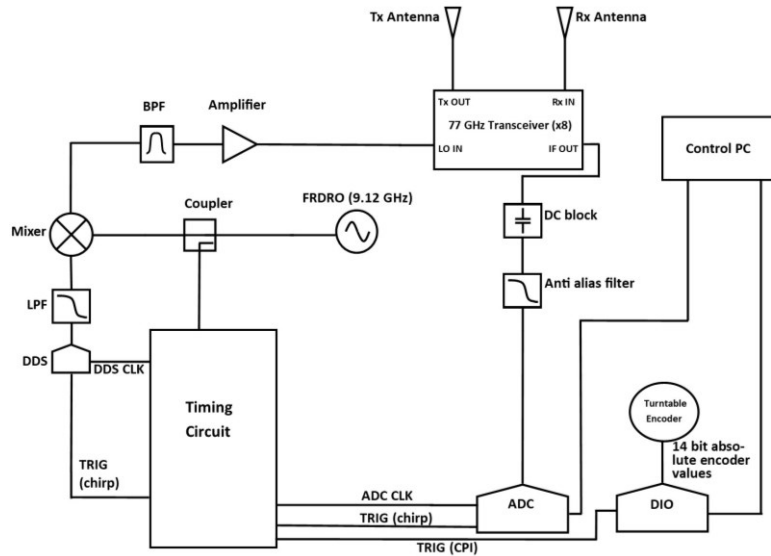 Tx Antenna
Rx Antenna
BPF
Amplifier
Tx OUT
Rx IN
77 GHz Transceiver (x8)
LO IN
IF OUT
Control PC
Coupler
FRDRO (9.12 GHz)
Mixer
DC block
LPF
Anti alias filter
DDS
DDS CLK
Timing
Circuit
Turntable
Encoder
14 bit abso-
lute encoder
values
TRIG
(chirp)
ADC CLK
ADC
DIO
TRIG (chirp)
TRIG (CPI)